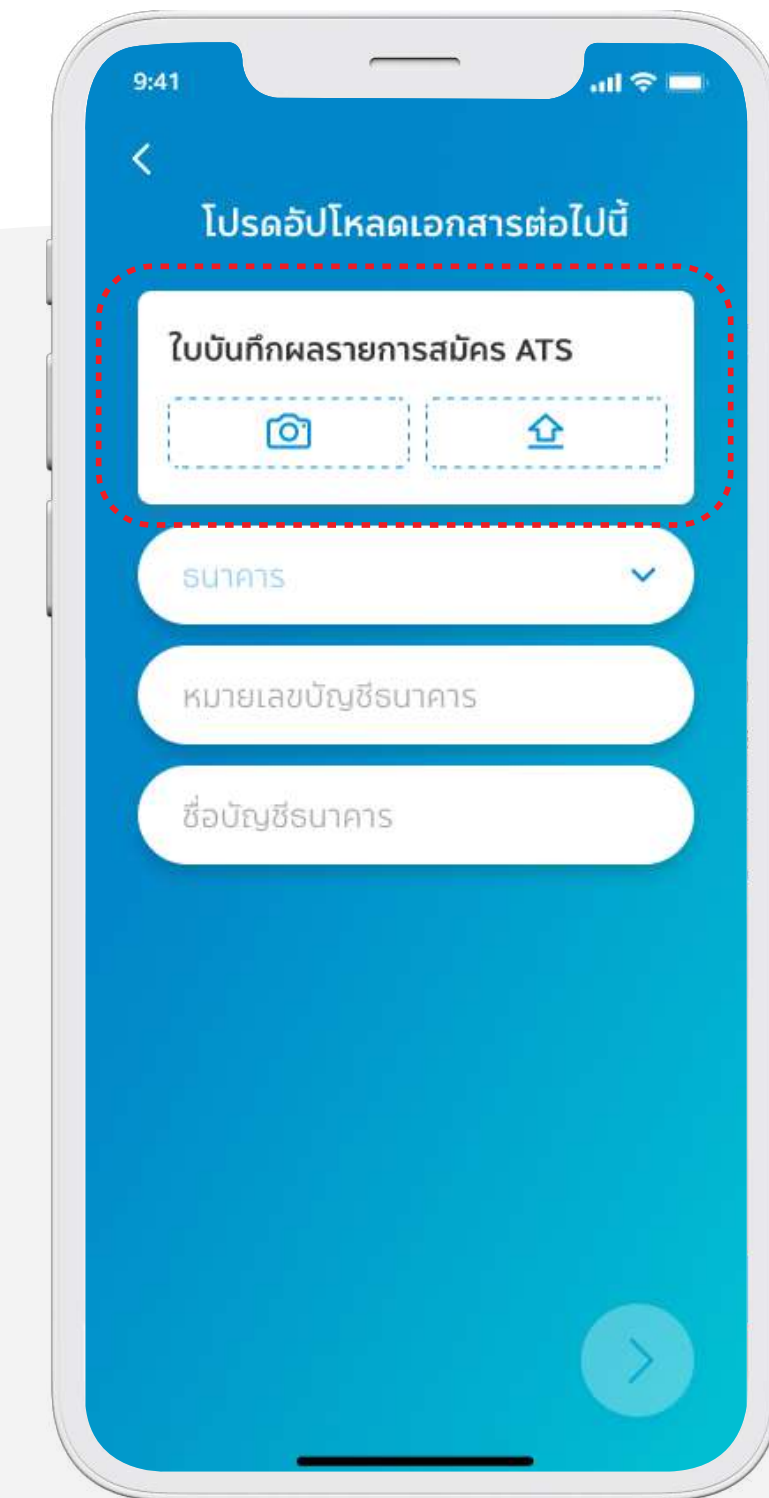 9:41
โปรดอัปโหลดเอกสารต่อไปนี้
ใบบันทึกผลรายการสมัคร ATS
ธนาคาร
หมายเลขบัญชีธนาคาร
ชื่อบัญชีธนาคาร